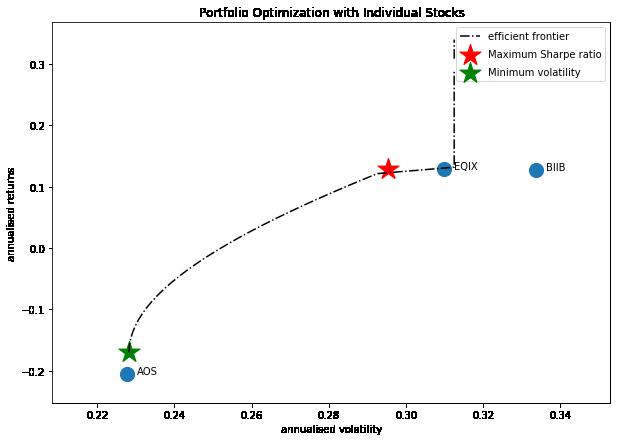 Portfolio Optimization with Individual Stocks
efficient frontier
Maximum Sharpe ratio
Minimum volatility
0.3
0.2
0.1
0.0
−0.1
−0.2
annualised returns
EQIX
BIIB
AOS
0.22 0.24 0.26 0.28 0.30 0.32 0.34
annualised volatility